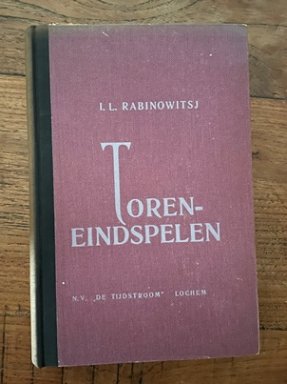 I. L. RABINOWITSJ
TOREN-
EINDSPELEN
N.V. „DE TIJDSTROOM” LOCHEM